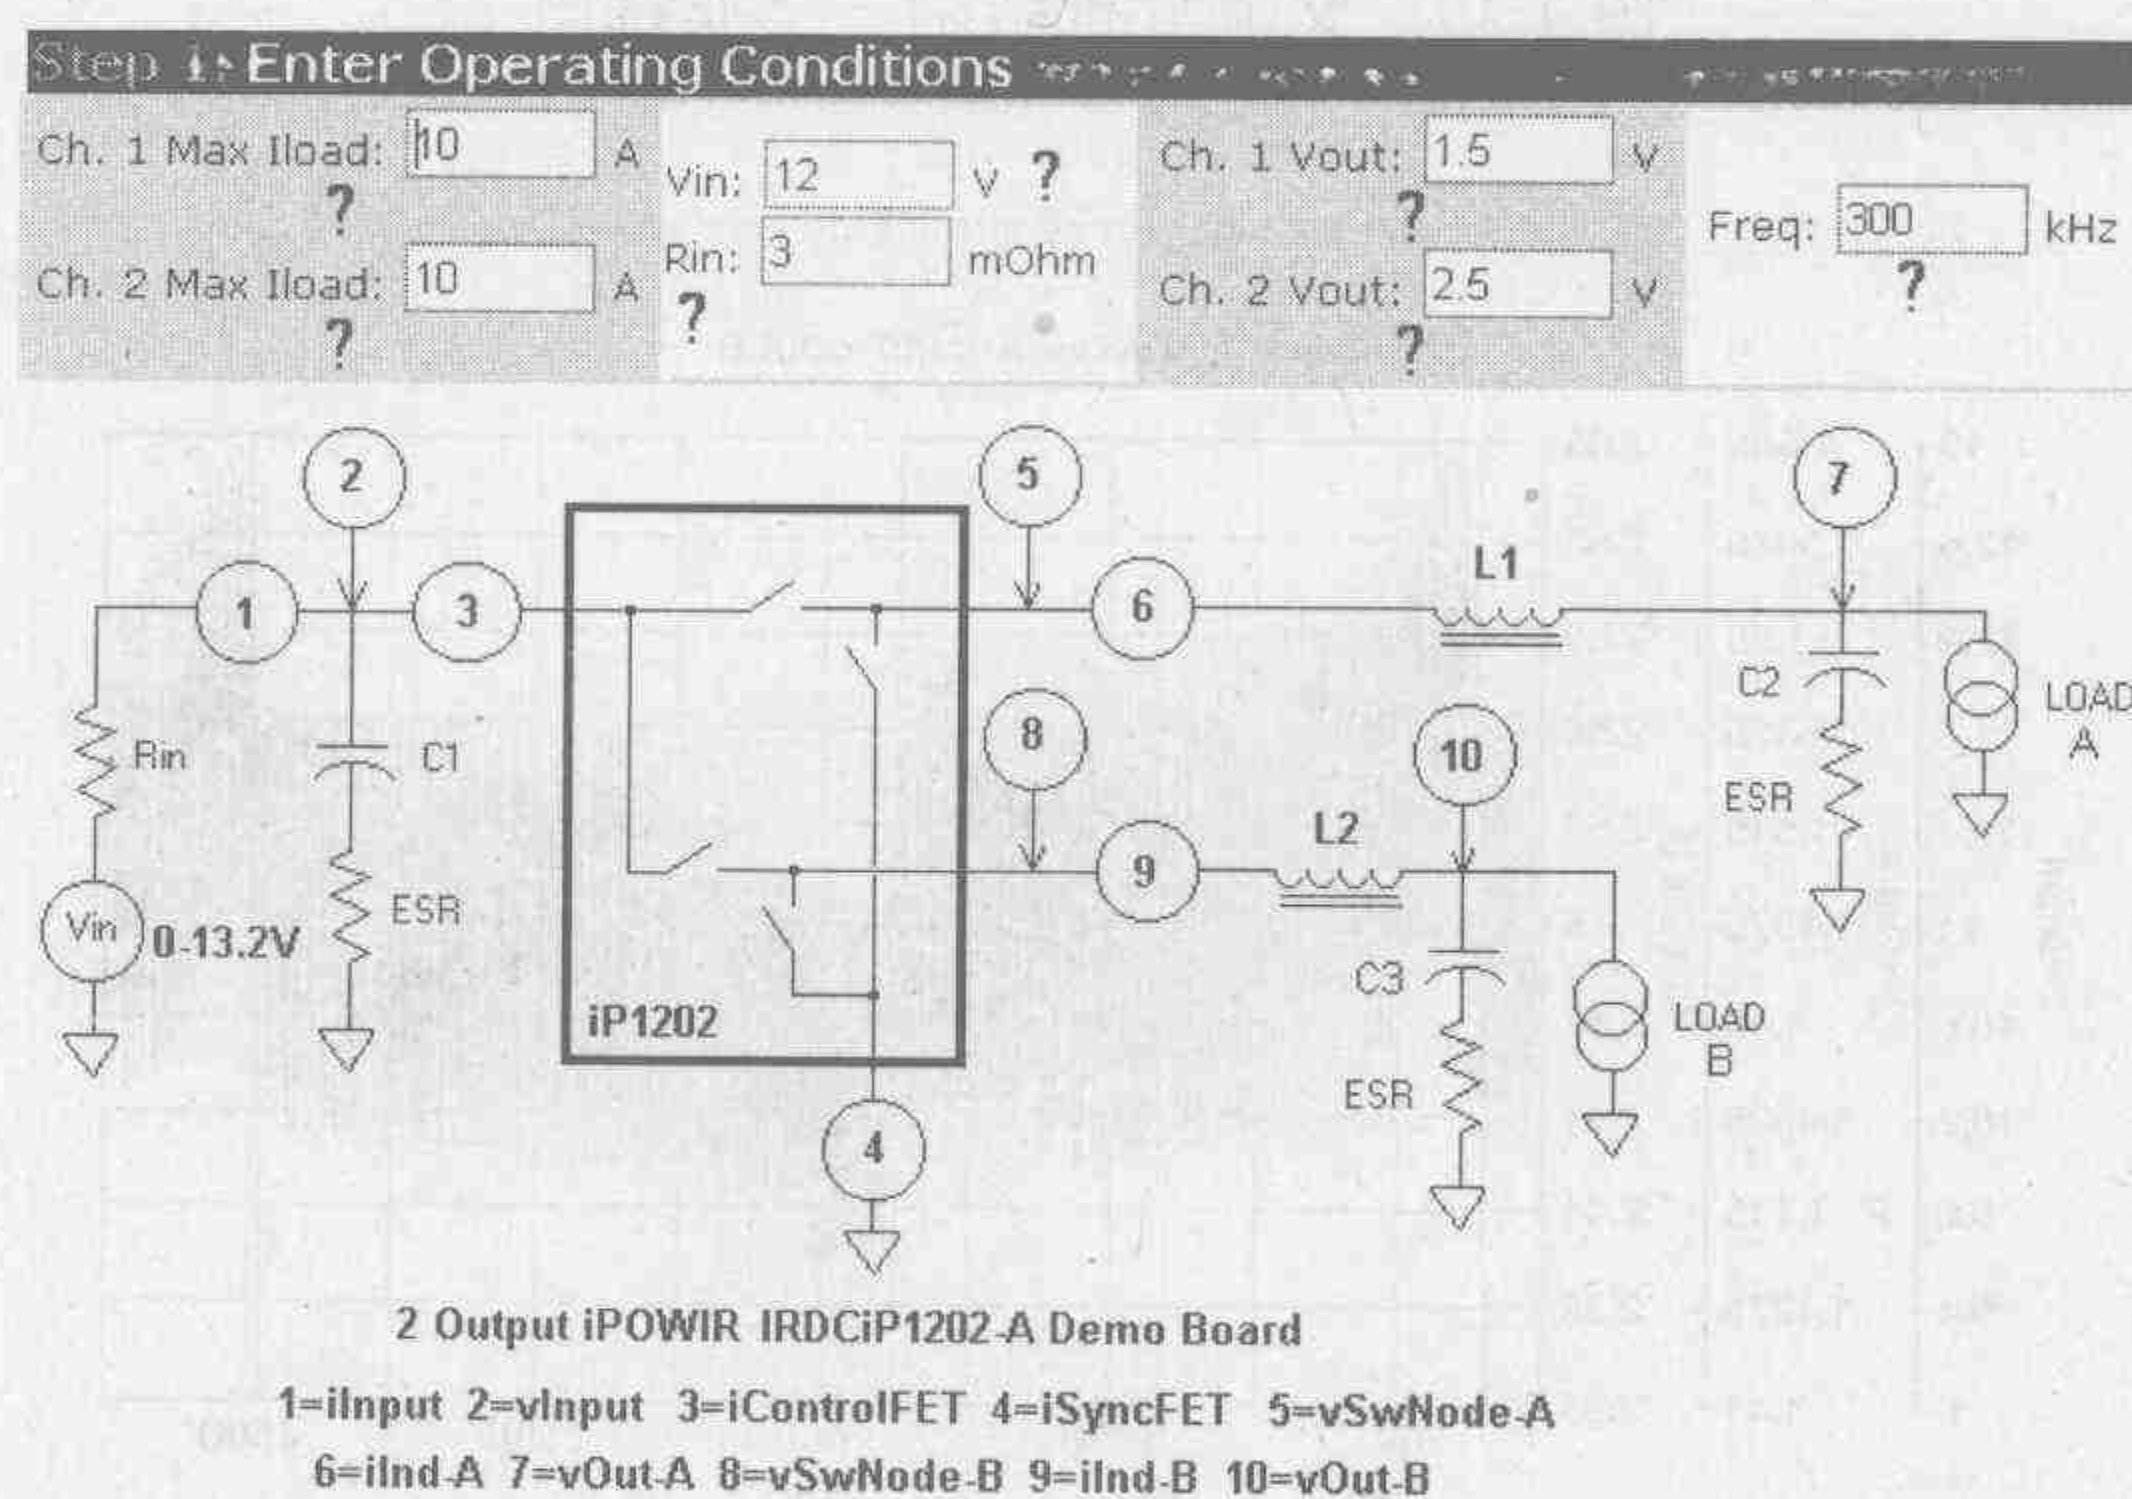 Step 1: Enter Operating Conditions
Ch. 1 Max Iload: 10 A
?
Ch. 2 Max Iload: 10 A
?
Vin: 12 V ?
Rin: 3 mOhm
?
Ch. 1 Vout: 1.5 V
?
Ch. 2 Vout: 2.5 V
?
Freq: 300 kHz
?
2
5
7
1
3
6
L1
C2
LOAD
A
ESR
Rin
C1
8
10
L2
9
Vin
0-13.2V
ESR
C3
LOAD
B
ESR
iP1202
4
2 Output iPOWIR IRDCiP1202-A Demo Board
1=iInput 2=vInput 3=iControlFET 4=iSyncFET 5=vSwNode-A
6=iInd-A 7=vOut-A 8=vSwNode-B 9=iInd-B 10=vOut-B